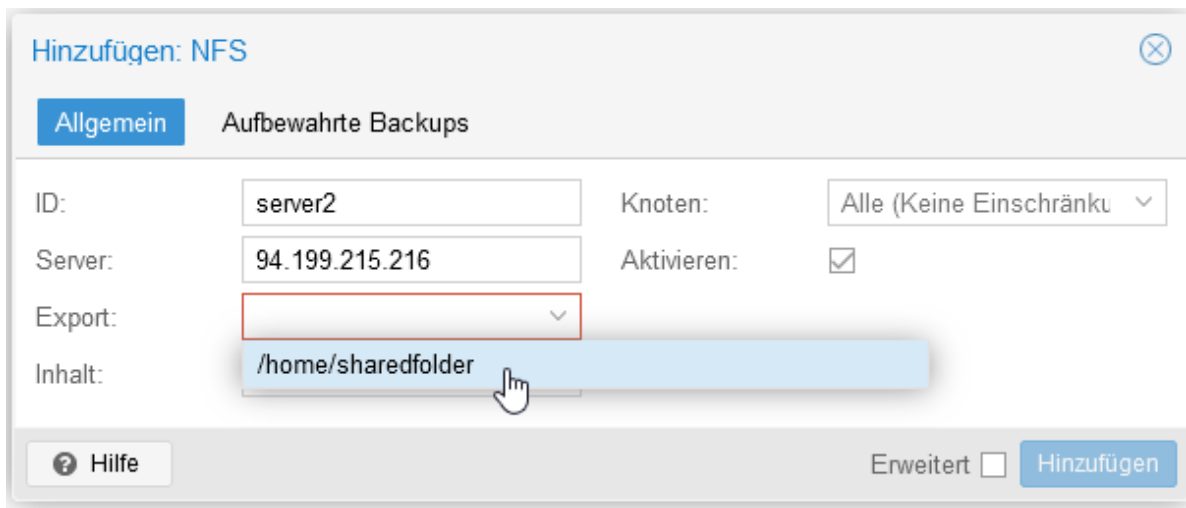 Hinzufügen: NFS
Allgemein Aufbewahrte Backups
ID: server2 Knoten: Alle (Keine Einschränku
Server: 94.199.215.216 Aktivieren:
Export:
/home/sharedfolder
Inhalt:
Hilfe Erweitert Hinzufügen